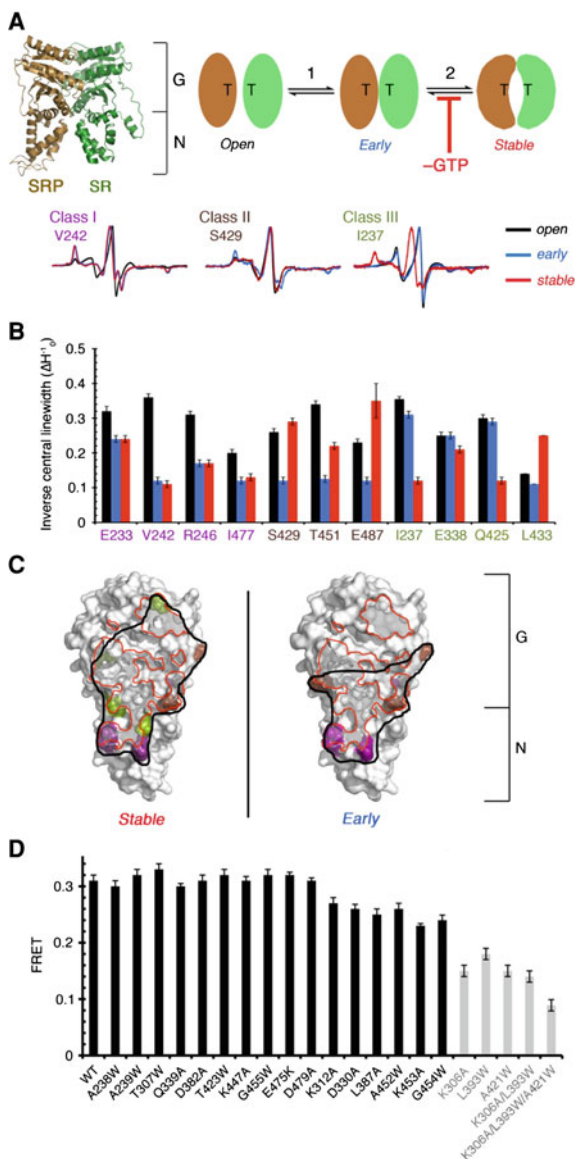 A
G
N
SRP SR
T T
Open
1
T T
Early
2
T T
Stable
–GTP
Class I
V242
Class II
S429
Class III
I237
open
early
stable
B
Inverse central linewidth (ΔH⁻¹₀)
0.5
0.4
0.3
0.2
0.1
0
E233 V242 R246 I477 S429 T451 E487 I237 E338 Q425 L433
C
G
N
Stable
Early
D
FRET
0.3
0.2
0.1
0
WT
A238W
A239W
T307W
Q339A
D382A
T423W
K447A
G455W
E475K
D479A
K312A
D330A
L387A
A452W
K453A
G454W
K306A
L393W
A421W
K306A/L393W
K306A/L393W/A421W